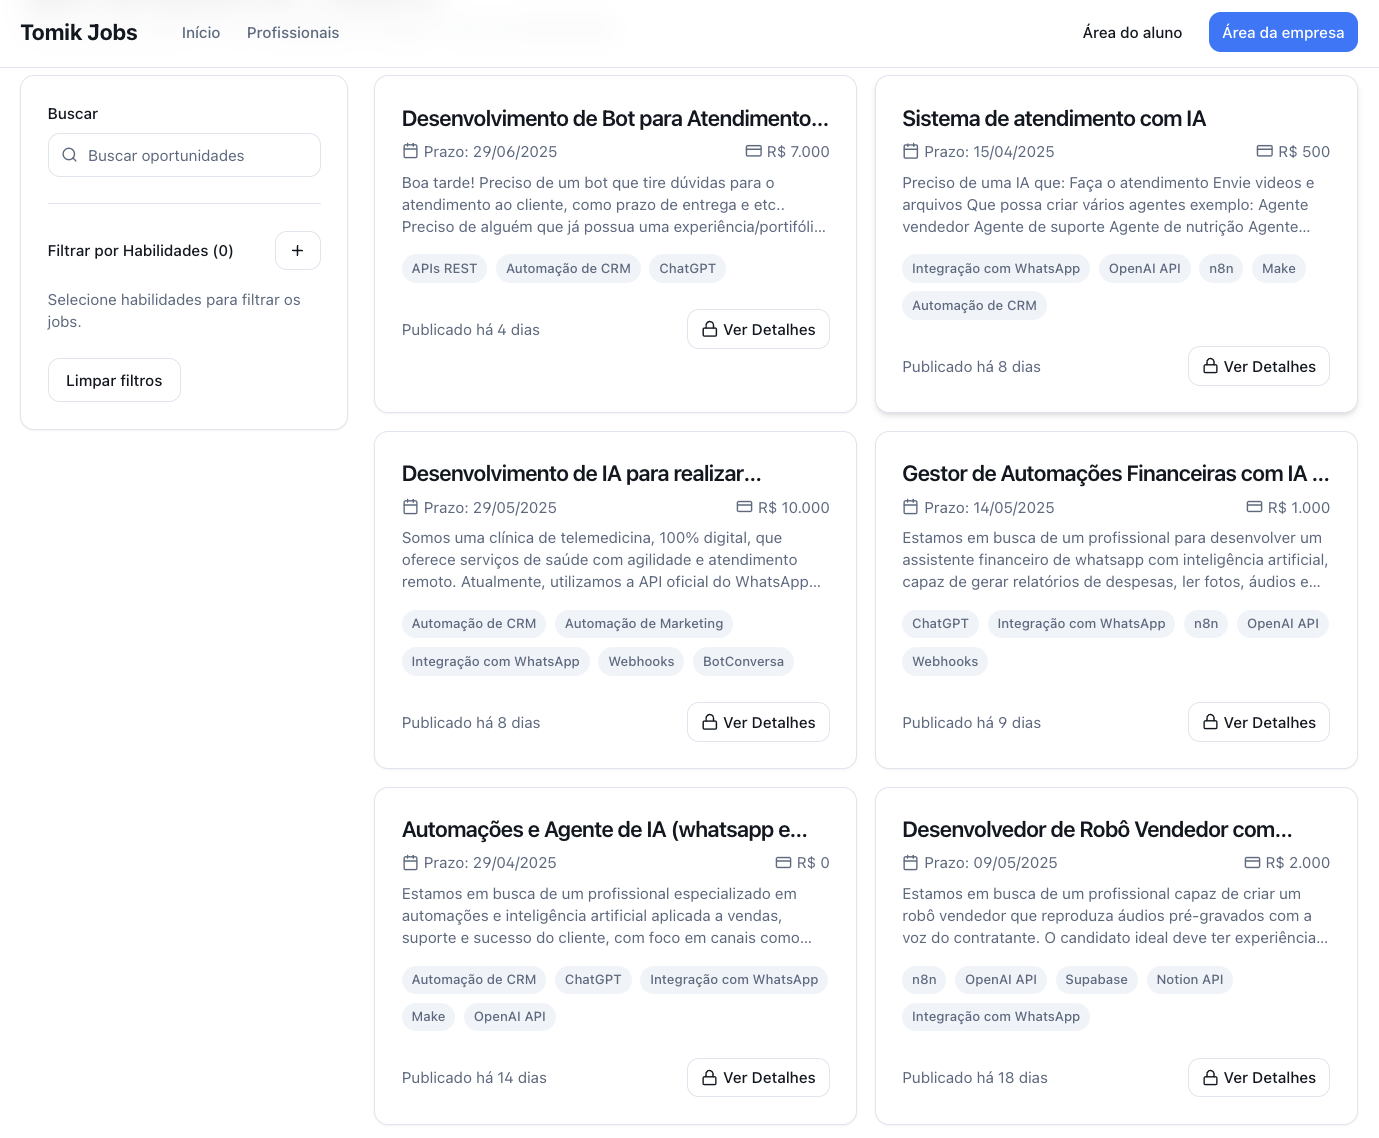 Tomik Jobs
Início
Profissionais
Área do aluno
Área da empresa
Buscar
Buscar oportunidades
Filtrar por Habilidades (0)
+
Selecione habilidades para filtrar os
jobs.
Limpar filtros
Desenvolvimento de Bot para Atendimento...
Prazo: 29/06/2025
R$ 7.000
Boa tarde! Preciso de um bot que tire dúvidas para o
atendimento ao cliente, como prazo de entrega e etc..
Preciso de alguém que já possua uma experiência/portifóli...
APIs REST
Automação de CRM
ChatGPT
Publicado há 4 dias
Ver Detalhes
Sistema de atendimento com IA
Prazo: 15/04/2025
R$ 500
Preciso de uma IA que: Faça o atendimento Envie videos e
arquivos Que possa criar vários agentes exemplo: Agente
vendedor Agente de suporte Agente de nutrição Agente...
Integração com WhatsApp
OpenAI API
n8n
Make
Automação de CRM
Publicado há 8 dias
Ver Detalhes
Desenvolvimento de IA para realizar...
Prazo: 29/05/2025
R$ 10.000
Somos uma clínica de telemedicina, 100% digital, que
oferece serviços de saúde com agilidade e atendimento
remoto. Atualmente, utilizamos a API oficial do WhatsApp...
Automação de CRM
Automação de Marketing
Integração com WhatsApp
Webhooks
BotConversa
Publicado há 8 dias
Ver Detalhes
Gestor de Automações Financeiras com IA ...
Prazo: 14/05/2025
R$ 1.000
Estamos em busca de um profissional para desenvolver um
assistente financeiro de whatsapp com inteligência artificial,
capaz de gerar relatórios de despesas, ler fotos, áudios e...
ChatGPT
Integração com WhatsApp
n8n
OpenAI API
Webhooks
Publicado há 9 dias
Ver Detalhes
Automações e Agente de IA (whatsapp e...
Prazo: 29/04/2025
R$ 0
Estamos em busca de um profissional especializado em
automações e inteligência artificial aplicada a vendas,
suporte e sucesso do cliente, com foco em canais como...
Automação de CRM
ChatGPT
Integração com WhatsApp
Make
OpenAI API
Publicado há 14 dias
Ver Detalhes
Desenvolvedor de Robô Vendedor com...
Prazo: 09/05/2025
R$ 2.000
Estamos em busca de um profissional capaz de criar um
robô vendedor que reproduza áudios pré-gravados com a
voz do contratante. O candidato ideal deve ter experiência...
n8n
OpenAI API
Supabase
Notion API
Integração com WhatsApp
Publicado há 18 dias
Ver Detalhes